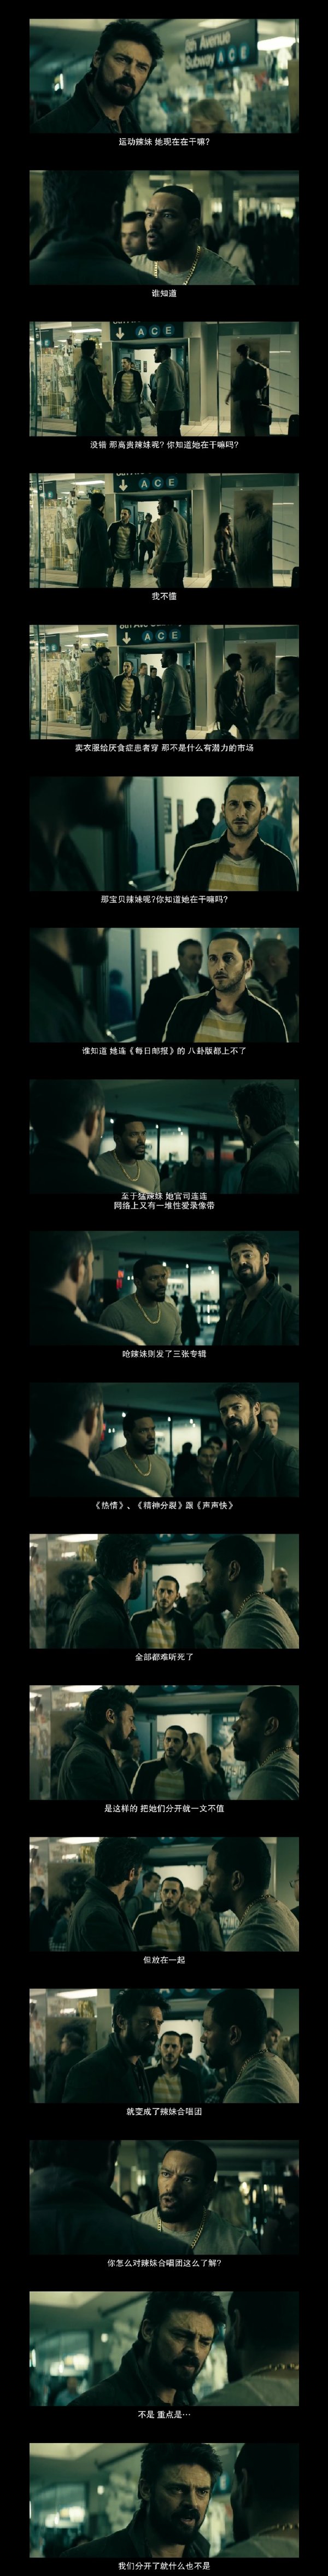 8th Avenue
Subway A C E
运动辣妹 她现在在干嘛?
谁知道
A C E
没错 那高贵辣妹呢? 你知道她在干嘛吗?
A C E
我不懂
A C E
卖衣服给厌食症患者穿 那不是什么有潜力的市场
那宝贝辣妹呢?你知道她在干嘛吗?
谁知道 她连《每日邮报》的 八卦版都上不了
至于猛辣妹 她官司连连
网络上又有一堆性爱录像带
呛辣妹则发了三张专辑
《热情》、《精神分裂》跟《声声快》
全部都难听死了
是这样的 把她们分开就一文不值
但放在一起
就变成了辣妹合唱团
你怎么对辣妹合唱团这么了解?
不是 重点是…
我们分开了就什么也不是